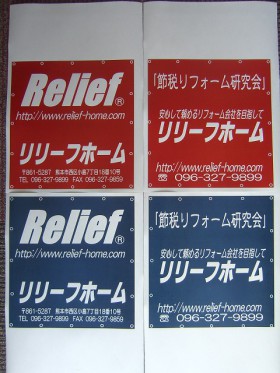 Relief®
http://www.relief-home.com
リリーフホーム
〒861-5287 熊本市西区小島7丁目18番10号
TEL 096-327-9899 FAX 096-327-9859
「節税リフォーム研究会」
安心して頼めるリフォーム会社を目指して
リリーフホーム
http://www.relief-home.com
☎ 096-327-9899
Relief®
http://www.relief-home.com
リリーフホーム
〒861-5287 熊本市西区小島7丁目18番10号
TEL 096-327-9899 FAX 096-327-9859
「節税リフォーム研究会」
安心して頼めるリフォーム会社を目指して
リリーフホーム
http://www.relief-home.com
☎ 096-327-9899